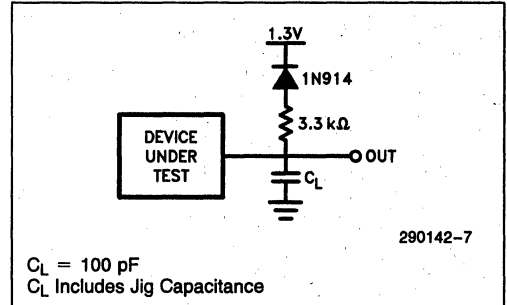 1.3V
1N914
3.3 kΩ
DEVICE
UNDER
TEST
OUT
CL
290142–7
CL = 100 pF
CL Includes Jig Capacitance